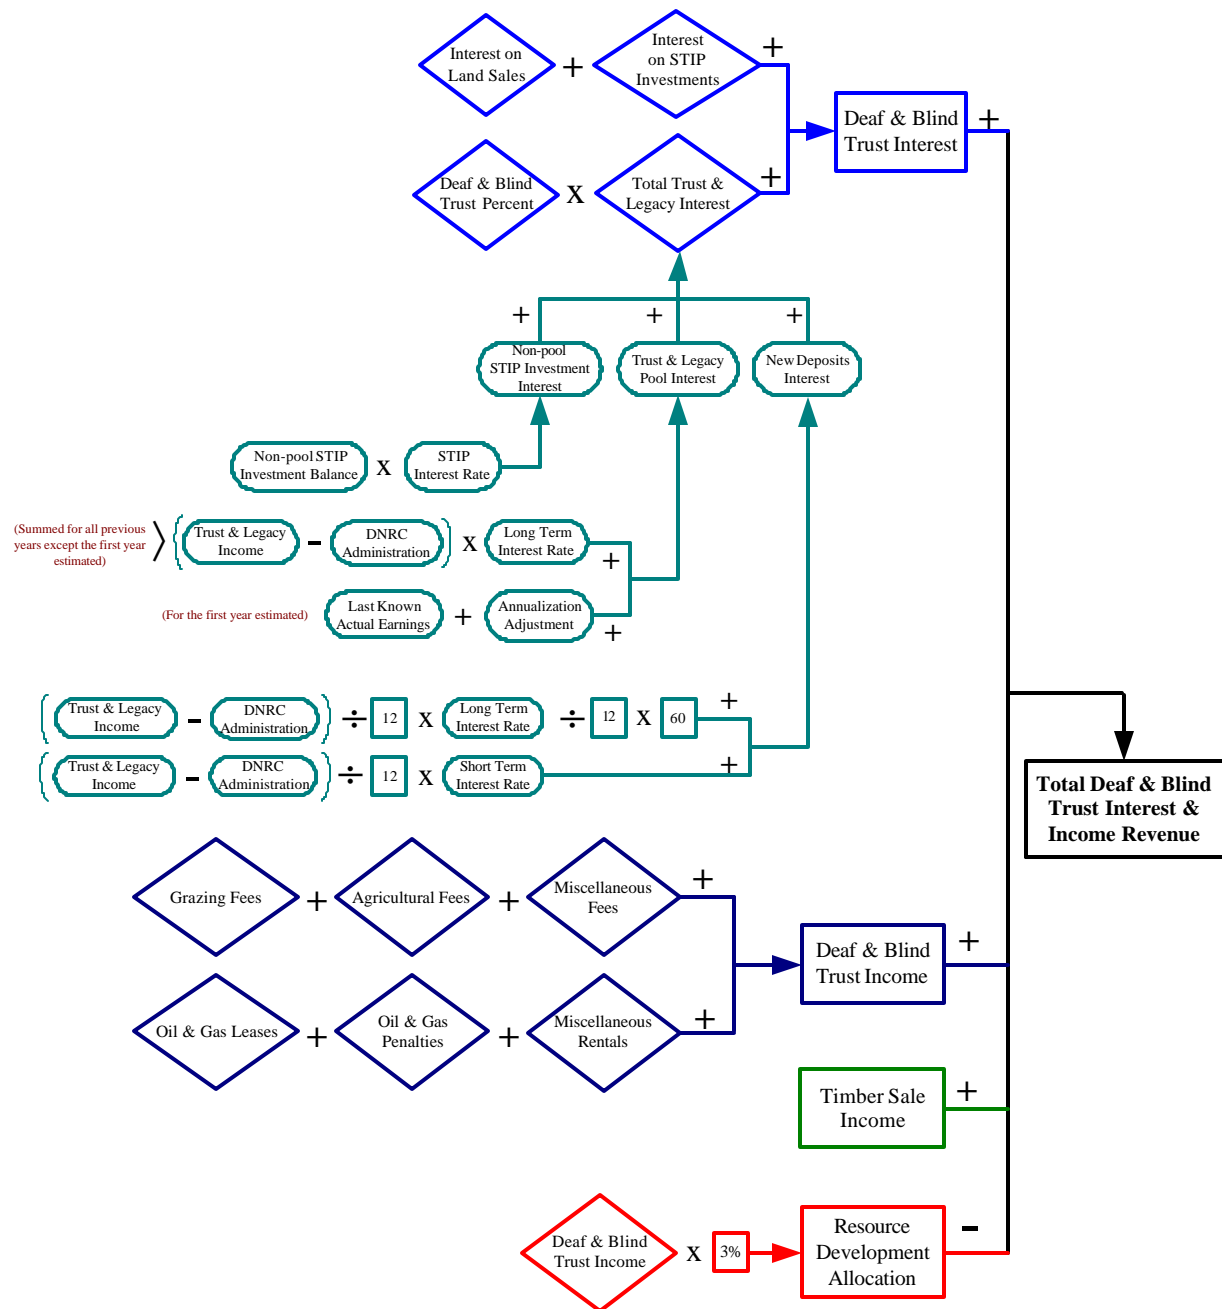 Interest on
Land Sales
+
Interest
on STIP
Investments
+
Deaf & Blind
Trust Interest
+
Deaf & Blind
Trust Percent
X
Total Trust &
Legacy Interest
+
+
+
+
Non-pool
STIP Investment
Interest
Trust & Legacy
Pool Interest
New Deposits
Interest
Non-pool STIP
Investment Balance
X
STIP
Interest Rate
(Summed for all previous
years except the first year
estimated)
Trust & Legacy
Income
-
DNRC
Administration
X
Long Term
Interest Rate
+
(For the first year estimated)
Last Known
Actual Earnings
+
Annualization
Adjustment
+
( Trust & Legacy
Income
-
DNRC
Administration )
÷
12
X
Long Term
Interest Rate
÷
12
X
60
+
( Trust & Legacy
Income
-
DNRC
Administration )
÷
12
X
Short Term
Interest Rate
+
Total Deaf & Blind
Trust Interest &
Income Revenue
Grazing Fees
+
Agricultural Fees
+
Miscellaneous
Fees
+
Deaf & Blind
Trust Income
+
Oil & Gas Leases
+
Oil & Gas
Penalties
+
Miscellaneous
Rentals
+
Timber Sale
Income
+
Deaf & Blind
Trust Income
X
3%
Resource
Development
Allocation
-